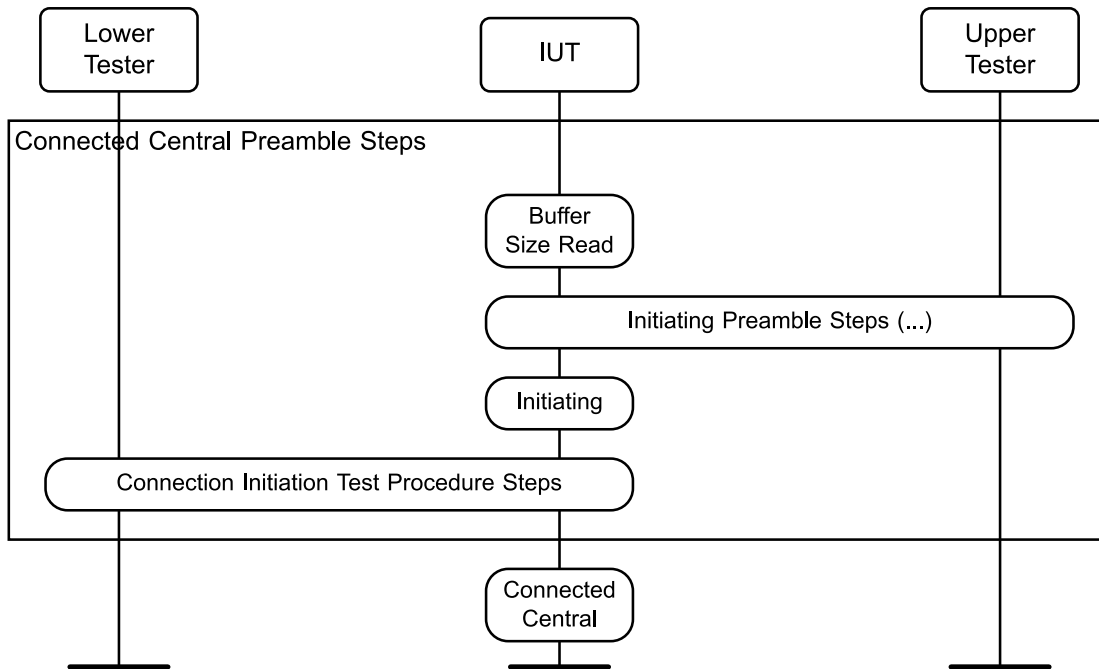 Lower
Tester
IUT
Upper
Tester
Connected Central Preamble Steps
Buffer
Size Read
Initiating Preamble Steps (...)
Initiating
Connection Initiation Test Procedure Steps
Connected
Central